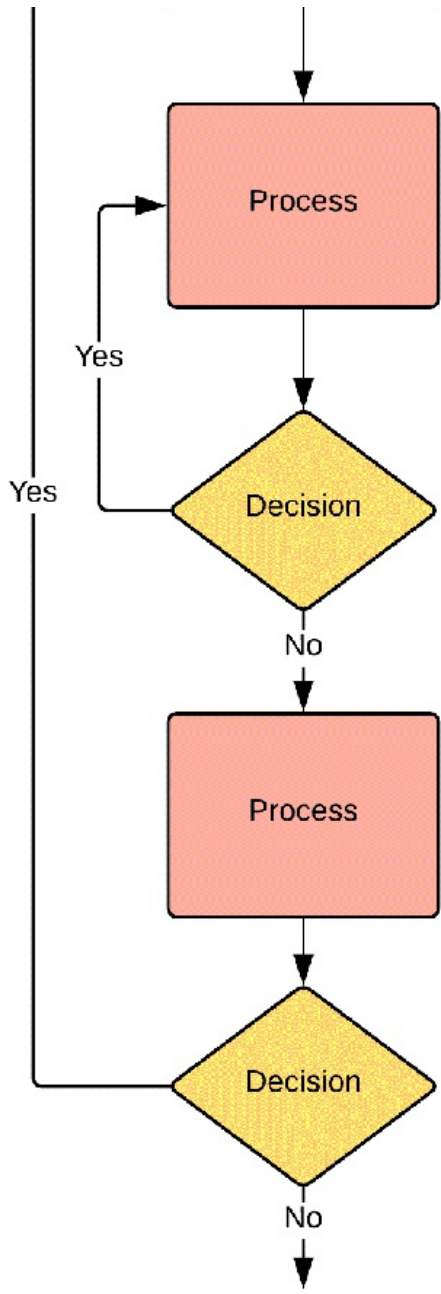 Process
Yes
Yes
Decision
No
Process
Decision
No